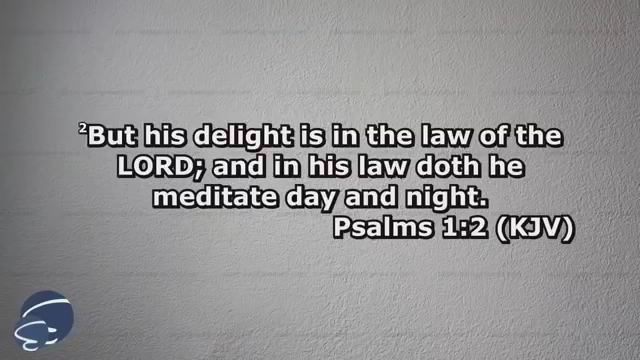 ²But his delight is in the law of the
LORD; and in his law doth he
meditate day and night.
Psalms 1:2 (KJV)